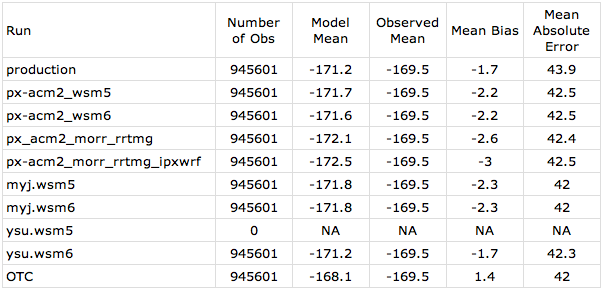 Run Number of Obs Model Mean Observed Mean Mean Bias Mean Absolute Error
production 945601 -171.2 -169.5 -1.7 43.9
px-acm2_wsm5 945601 -171.7 -169.5 -2.2 42.5
px-acm2_wsm6 945601 -171.6 -169.5 -2.2 42.5
px_acm2_morr_rrtmg 945601 -172.1 -169.5 -2.6 42.4
px-acm2_morr_rrtmg_ipxwrf 945601 -172.5 -169.5 -3 42.5
myj.wsm5 945601 -171.8 -169.5 -2.3 42
myj.wsm6 945601 -171.8 -169.5 -2.3 42
ysu.wsm5 0 NA NA NA NA
ysu.wsm6 945601 -171.2 -169.5 -1.7 42.3
OTC 945601 -168.1 -169.5 1.4 42